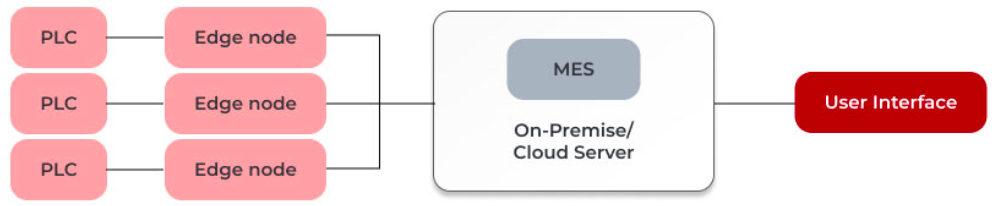 PLC
Edge node
PLC
Edge node
PLC
Edge node
MES
On-Premise/
Cloud Server
User Interface